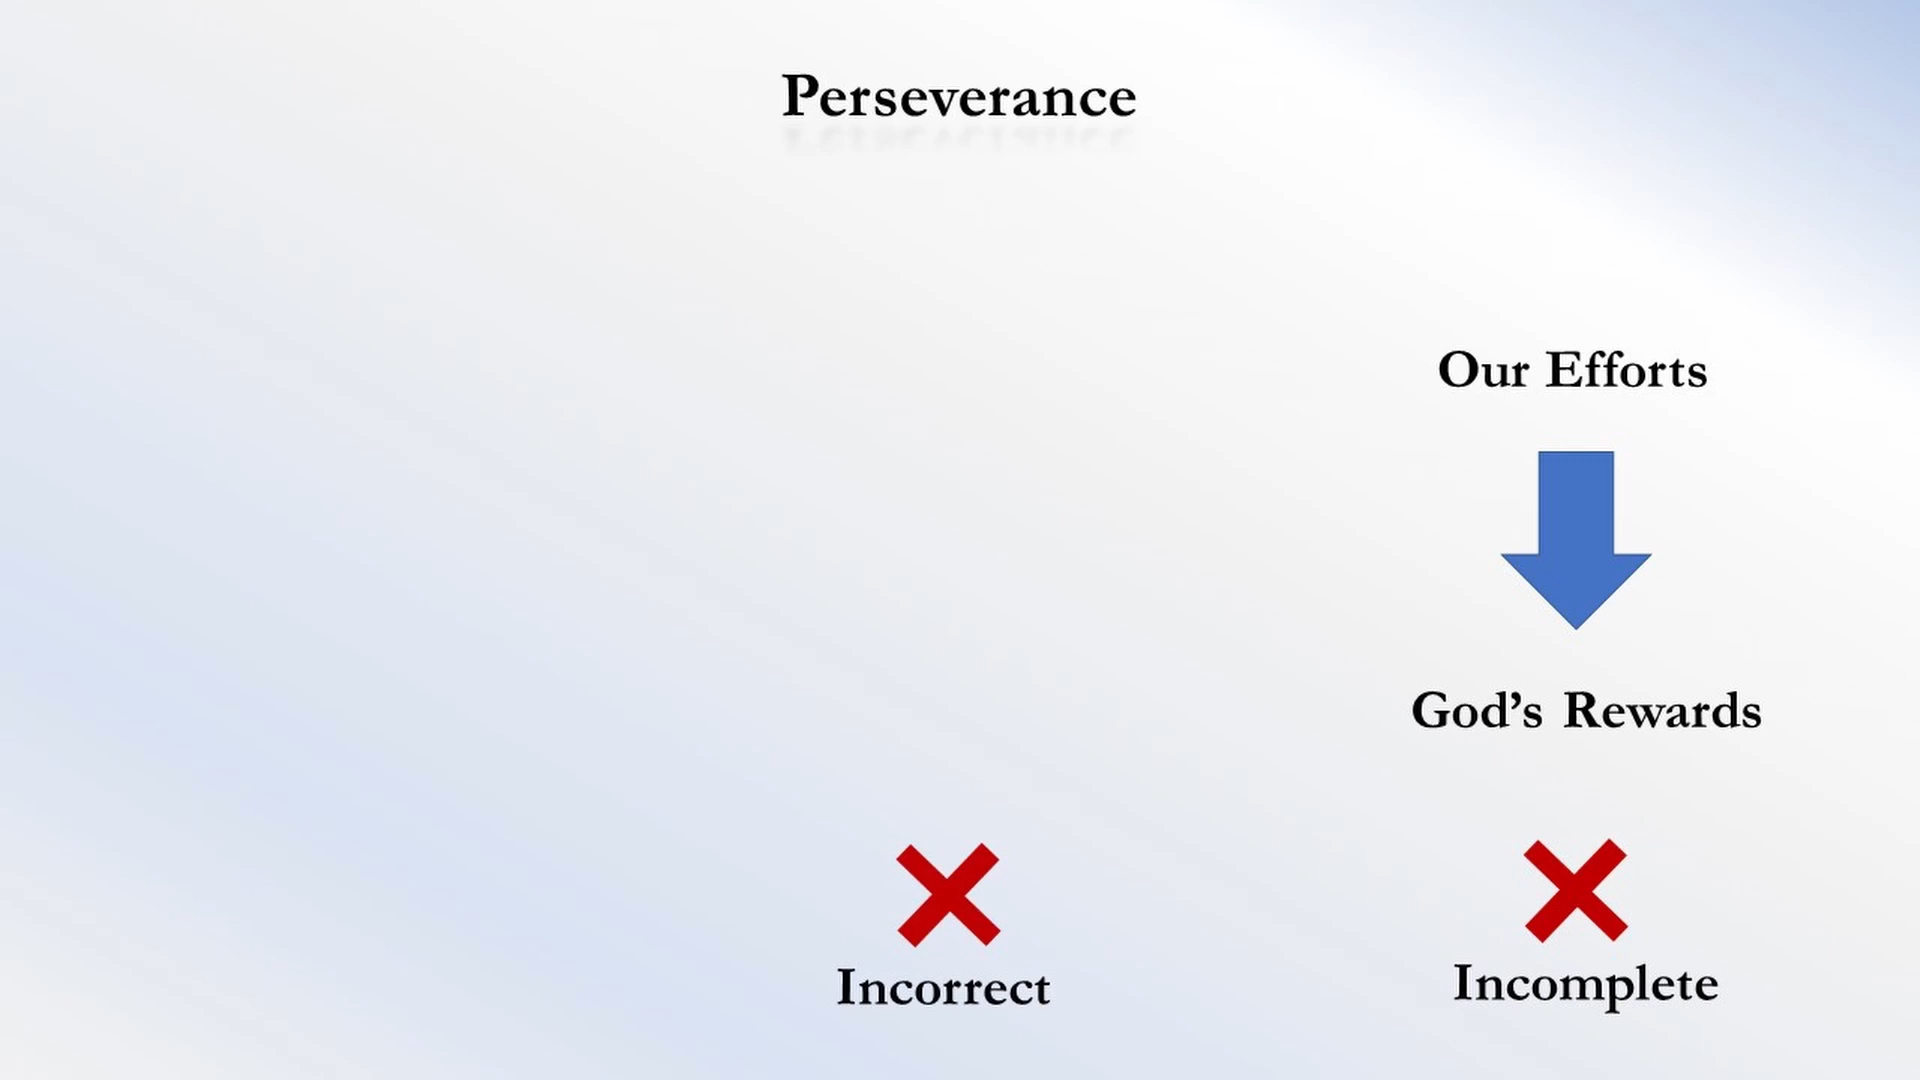 Perseverance
Our Efforts
God’s Rewards
Incorrect
Incomplete